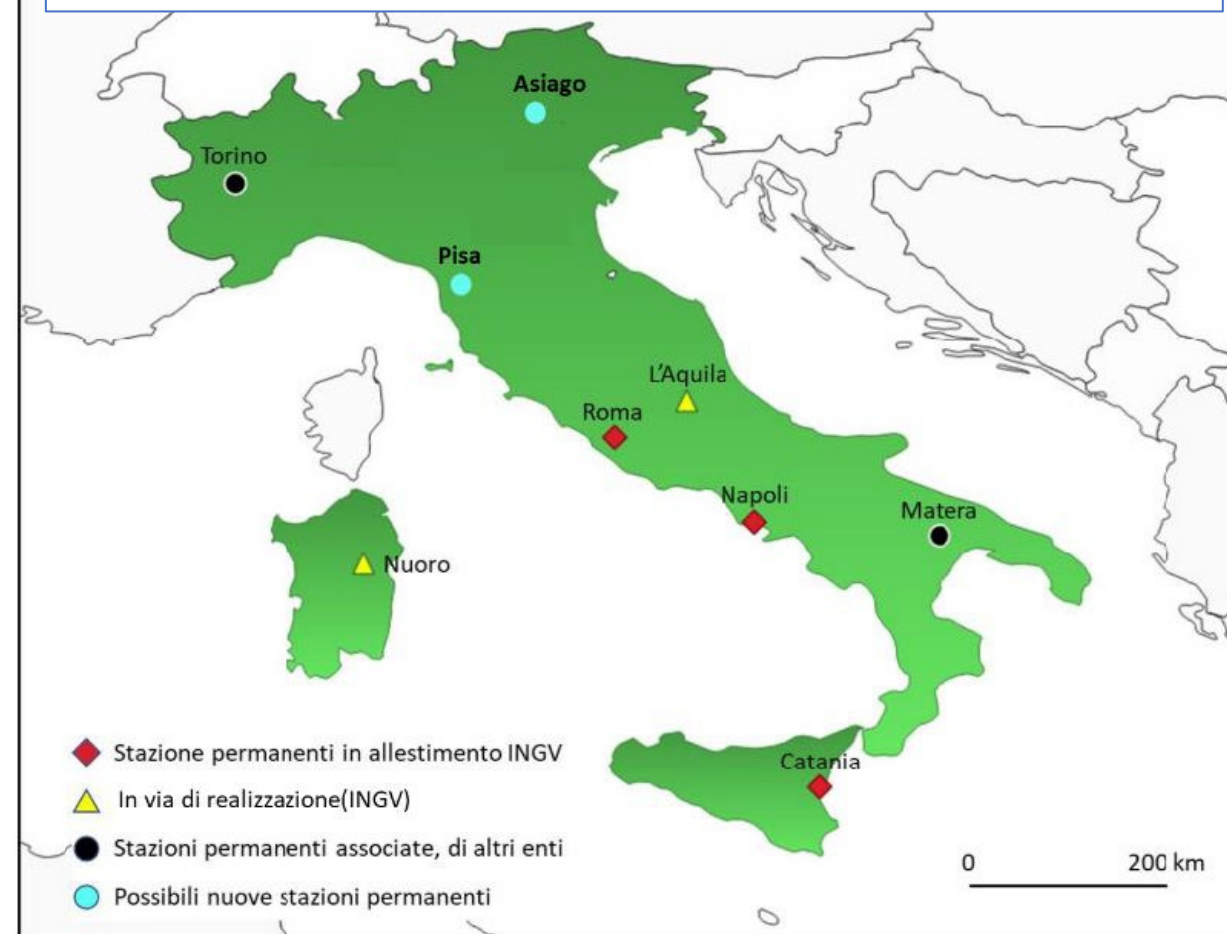 Asiago
Torino
Pisa
L'Aquila
Roma
Napoli
Matera
Nuoro
Catania
Stazione permanenti in allestimento INGV
In via di realizzazione(INGV)
Stazioni permanenti associate, di altri enti
Possibili nuove stazioni permanenti
0 200 km